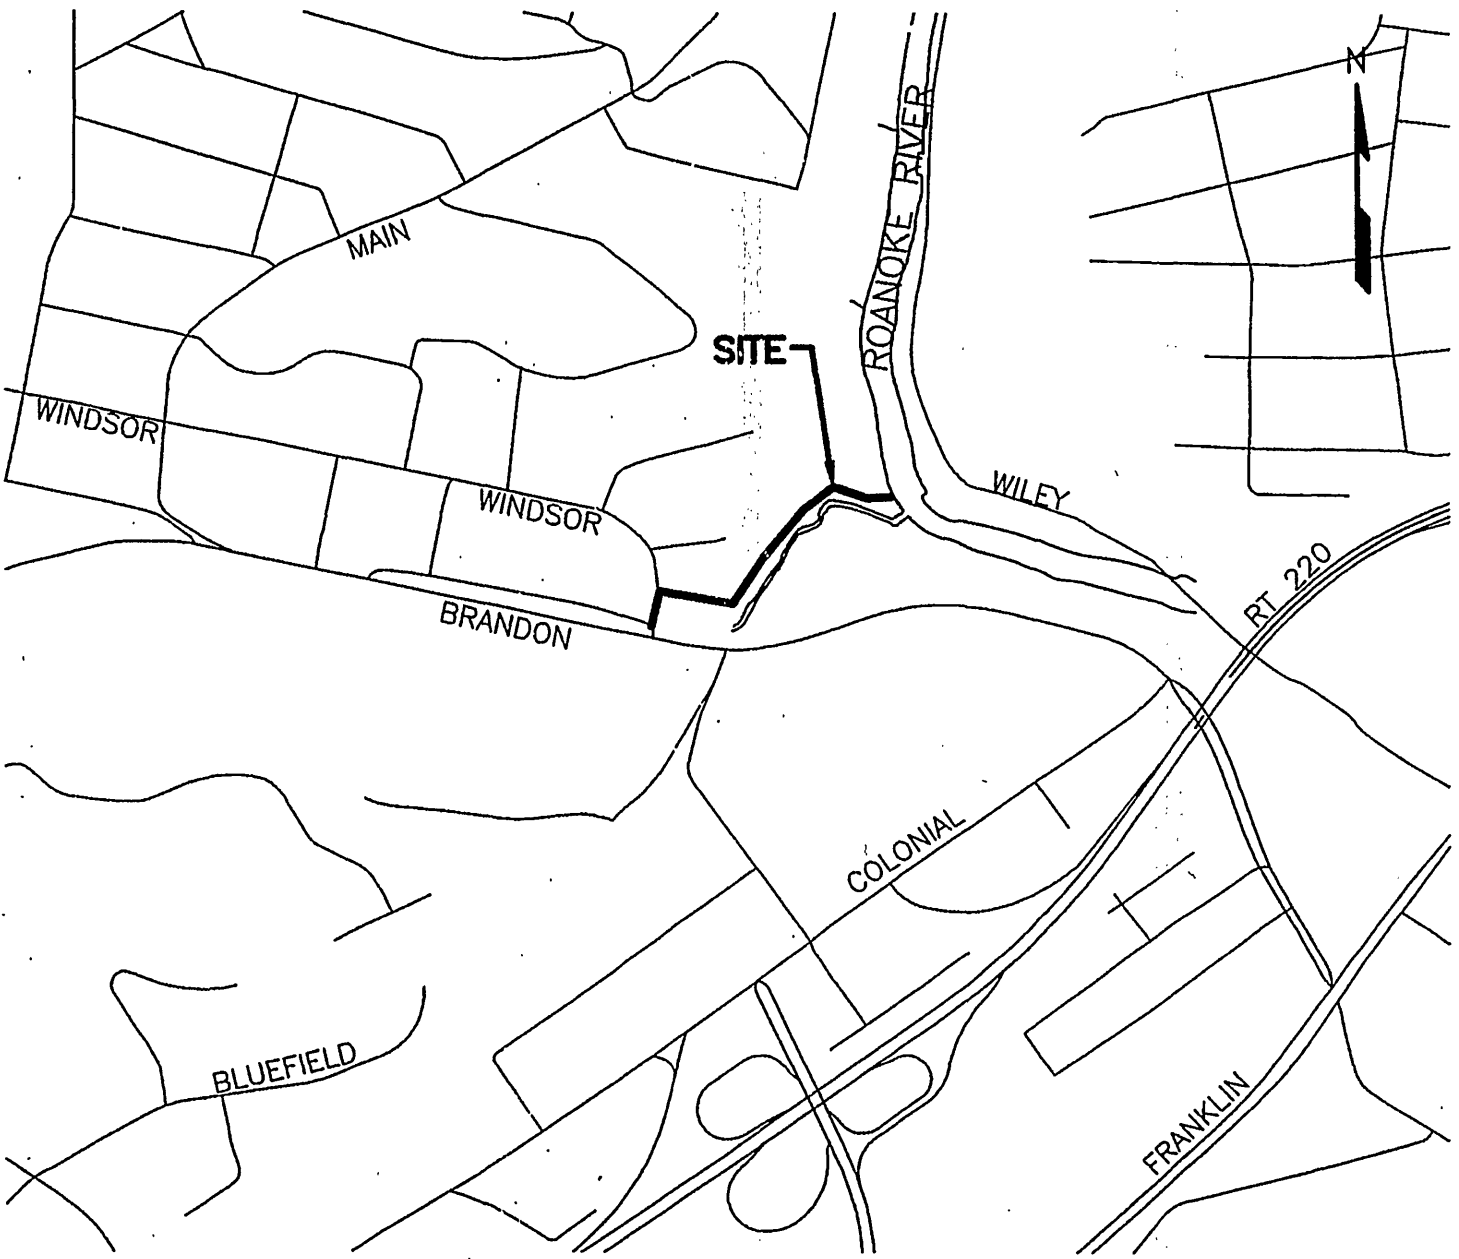 N
ROANOKE RIVER
MAIN
SITE
WINDSOR
WINDSOR
WILEY
RT 220
BRANDON
COLONIAL
BLUEFIELD
FRANKLIN